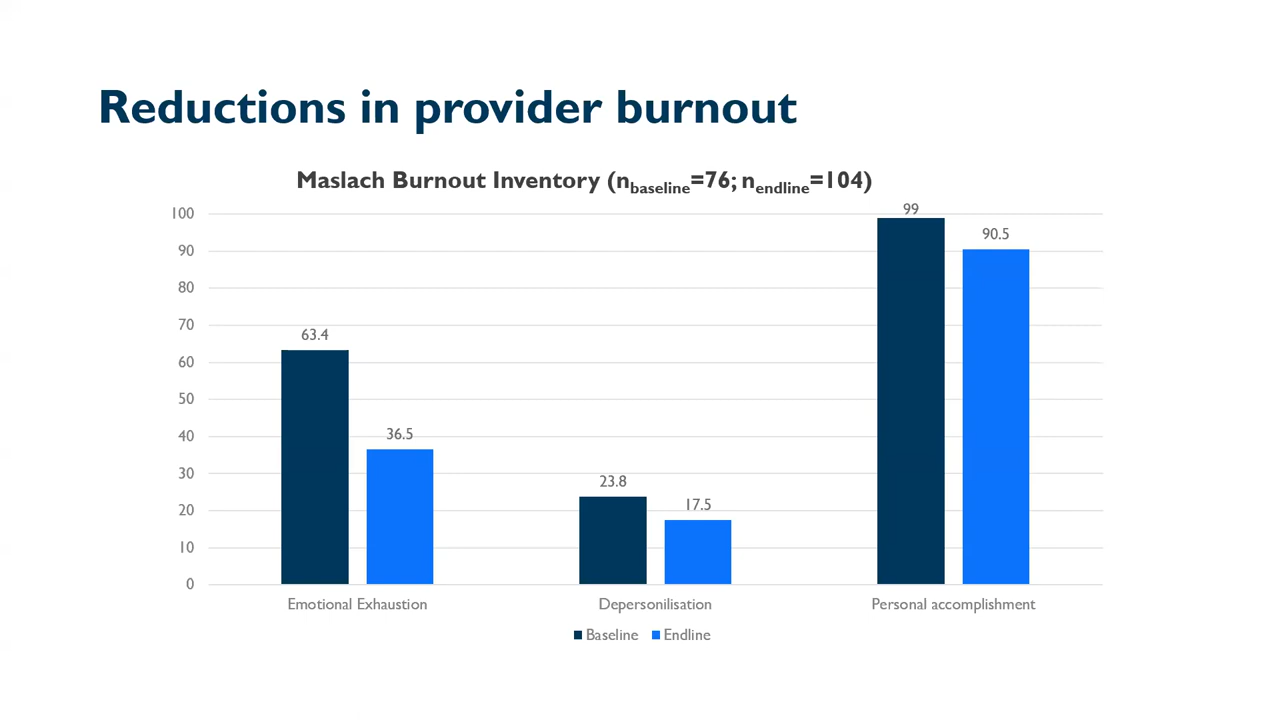 Reductions in provider burnout
Maslach Burnout Inventory (nbaseline=76; nendline=104)
100
90
80
70
60
50
40
30
20
10
0
63.4
36.5
23.8
17.5
99
90.5
Emotional Exhaustion
Depersonilisation
Personal accomplishment
Baseline
Endline